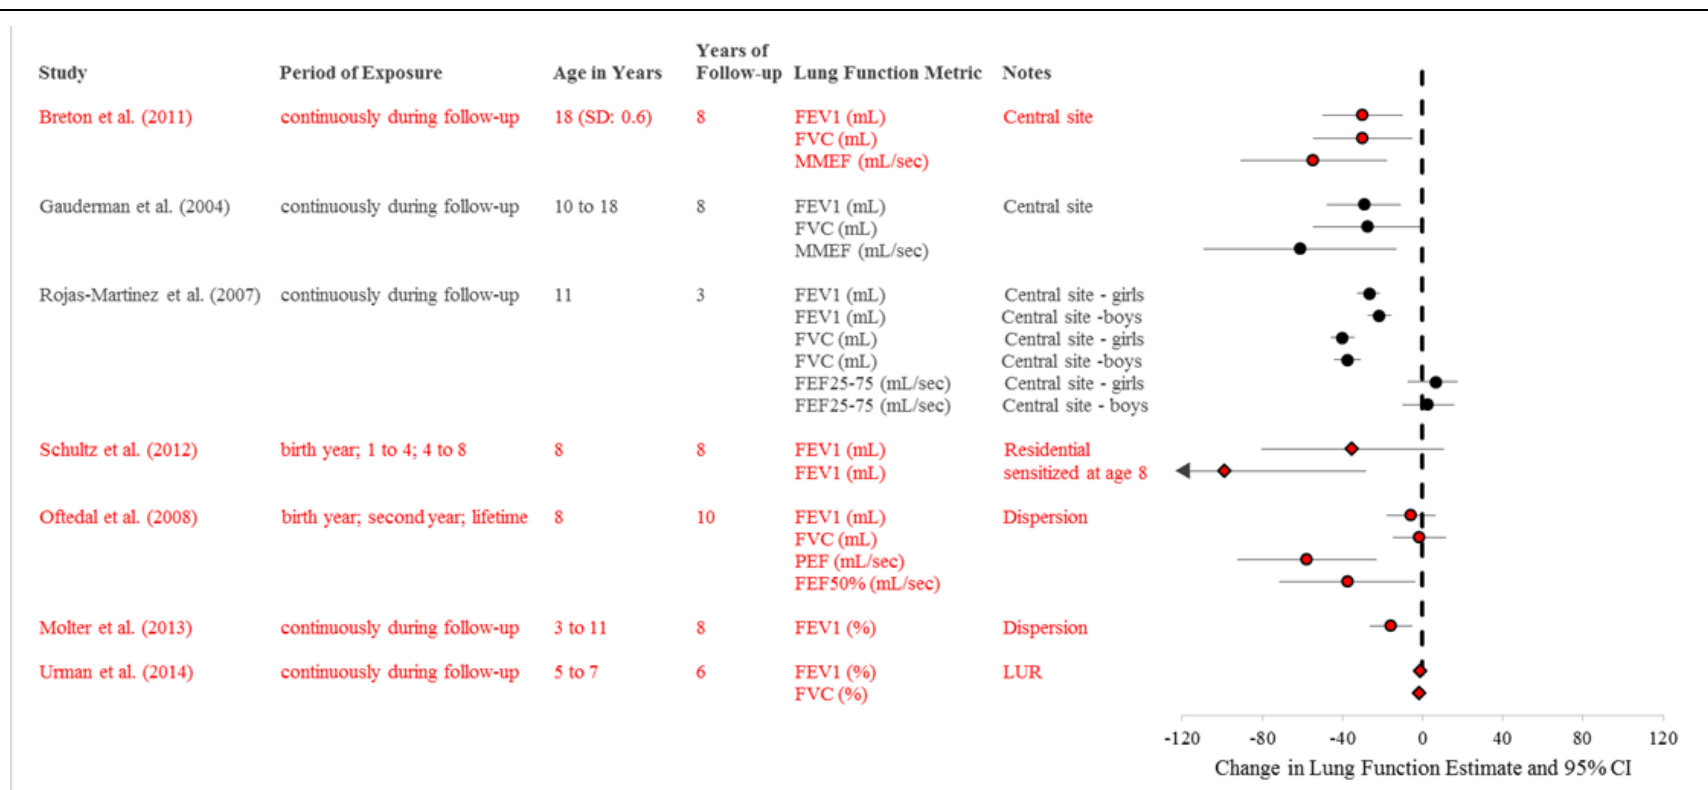 Years of
Study Period of Exposure Age in Years Follow-up Lung Function Metric Notes
Breton et al. (2011) continuously during follow-up 18 (SD: 0.6) 8 FEV1 (mL) Central site
FVC (mL)
MMEF (mL/sec)
Gauderman et al. (2004) continuously during follow-up 10 to 18 8 FEV1 (mL) Central site
FVC (mL)
MMEF (mL/sec)
Rojas-Martinez et al. (2007) continuously during follow-up 11 3 FEV1 (mL) Central site - girls
FEV1 (mL) Central site -boys
FVC (mL) Central site - girls
FVC (mL) Central site -boys
FEF25-75 (mL/sec) Central site - girls
FEF25-75 (mL/sec) Central site - boys
Schultz et al. (2012) birth year; 1 to 4; 4 to 8 8 8 FEV1 (mL) Residential
FEV1 (mL) sensitized at age 8
Oftedal et al. (2008) birth year; second year; lifetime 8 10 FEV1 (mL) Dispersion
FVC (mL)
PEF (mL/sec)
FEF50% (mL/sec)
Molter et al. (2013) continuously during follow-up 3 to 11 8 FEV1 (%) Dispersion
Urman et al. (2014) continuously during follow-up 5 to 7 6 FEV1 (%) LUR
FVC (%)
-120 -80 -40 0 40 80 120
Change in Lung Function Estimate and 95% CI